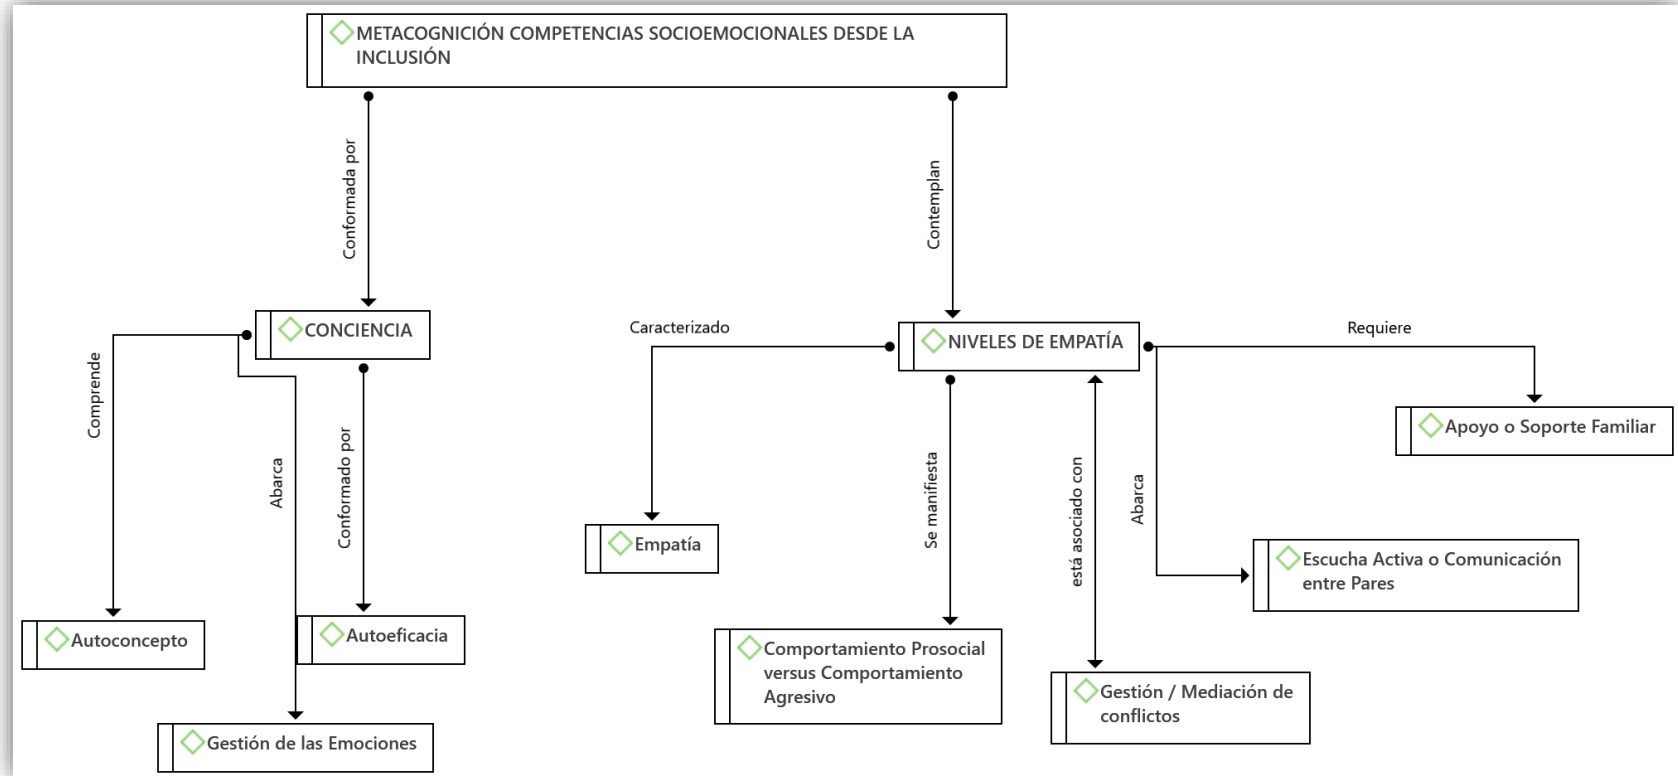 METACOGNICIÓN COMPETENCIAS SOCIOEMOCIONALES DESDE LA
INCLUSIÓN
Conformada por
Contemplan
CONCIENCIA
NIVELES DE EMPATÍA
Caracterizado
Requiere
Comprende
Abarca
Conformado por
Se manifiesta
está asociado con
Abarca
Apoyo o Soporte Familiar
Empatía
Escucha Activa o Comunicación
entre Pares
Autoconcepto
Autoeficacia
Comportamiento Prosocial
versus Comportamiento
Agresivo
Gestión / Mediación de
conflictos
Gestión de las Emociones